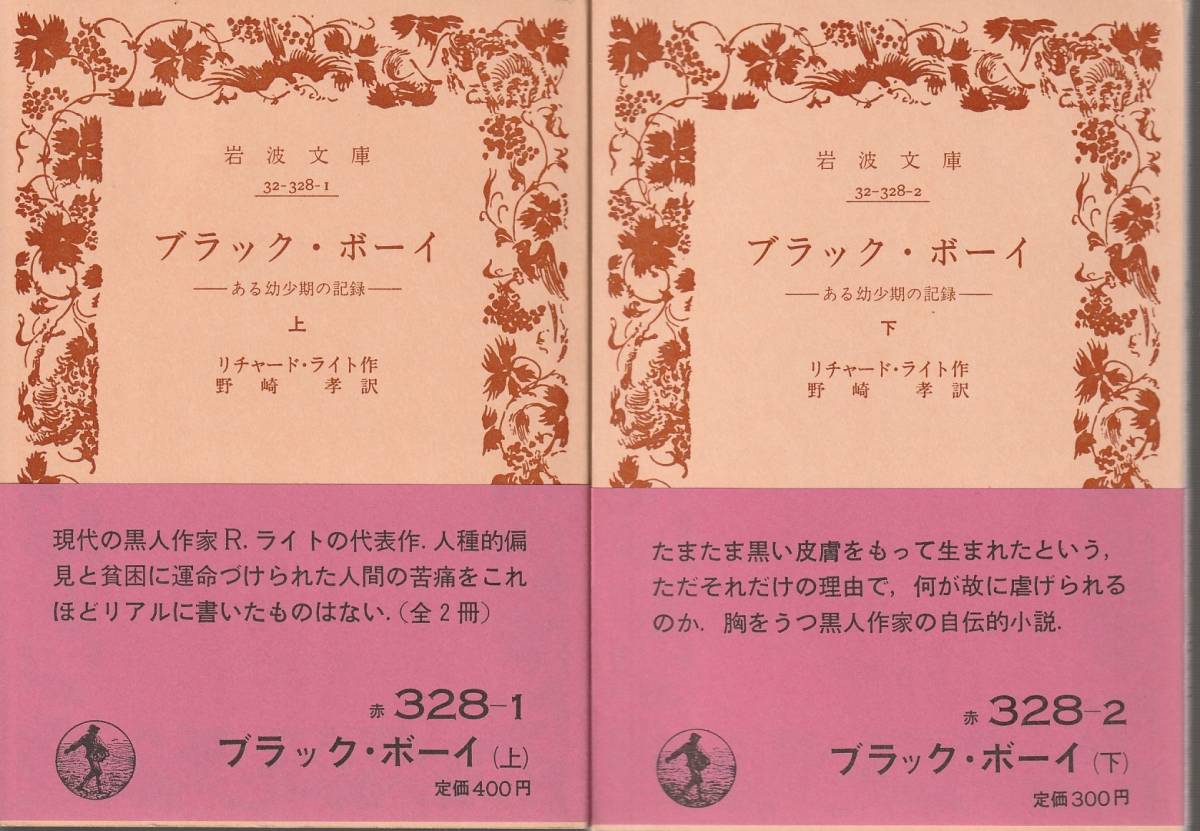 岩波文庫
32-328-1
ブラック・ボーイ
―ある幼少期の記録―
上
リチャード・ライト作
野崎 孝訳
現代の黒人作家R.ライトの代表作.人種的偏
見と貧困に運命づけられた人間の苦痛をこれ
ほどリアルに書いたものはない.(全2冊)
赤 328-1
ブラック・ボーイ(上)
定価400円
岩波文庫
32-328-2
ブラック・ボーイ
―ある幼少期の記録―
下
リチャード・ライト作
野崎 孝訳
たまたま黒い皮膚をもって生まれたという,
ただそれだけの理由で,何が故に虐げられる
のか.胸をうつ黒人作家の自伝的小説.
赤 328-2
ブラック・ボーイ(下)
定価300円